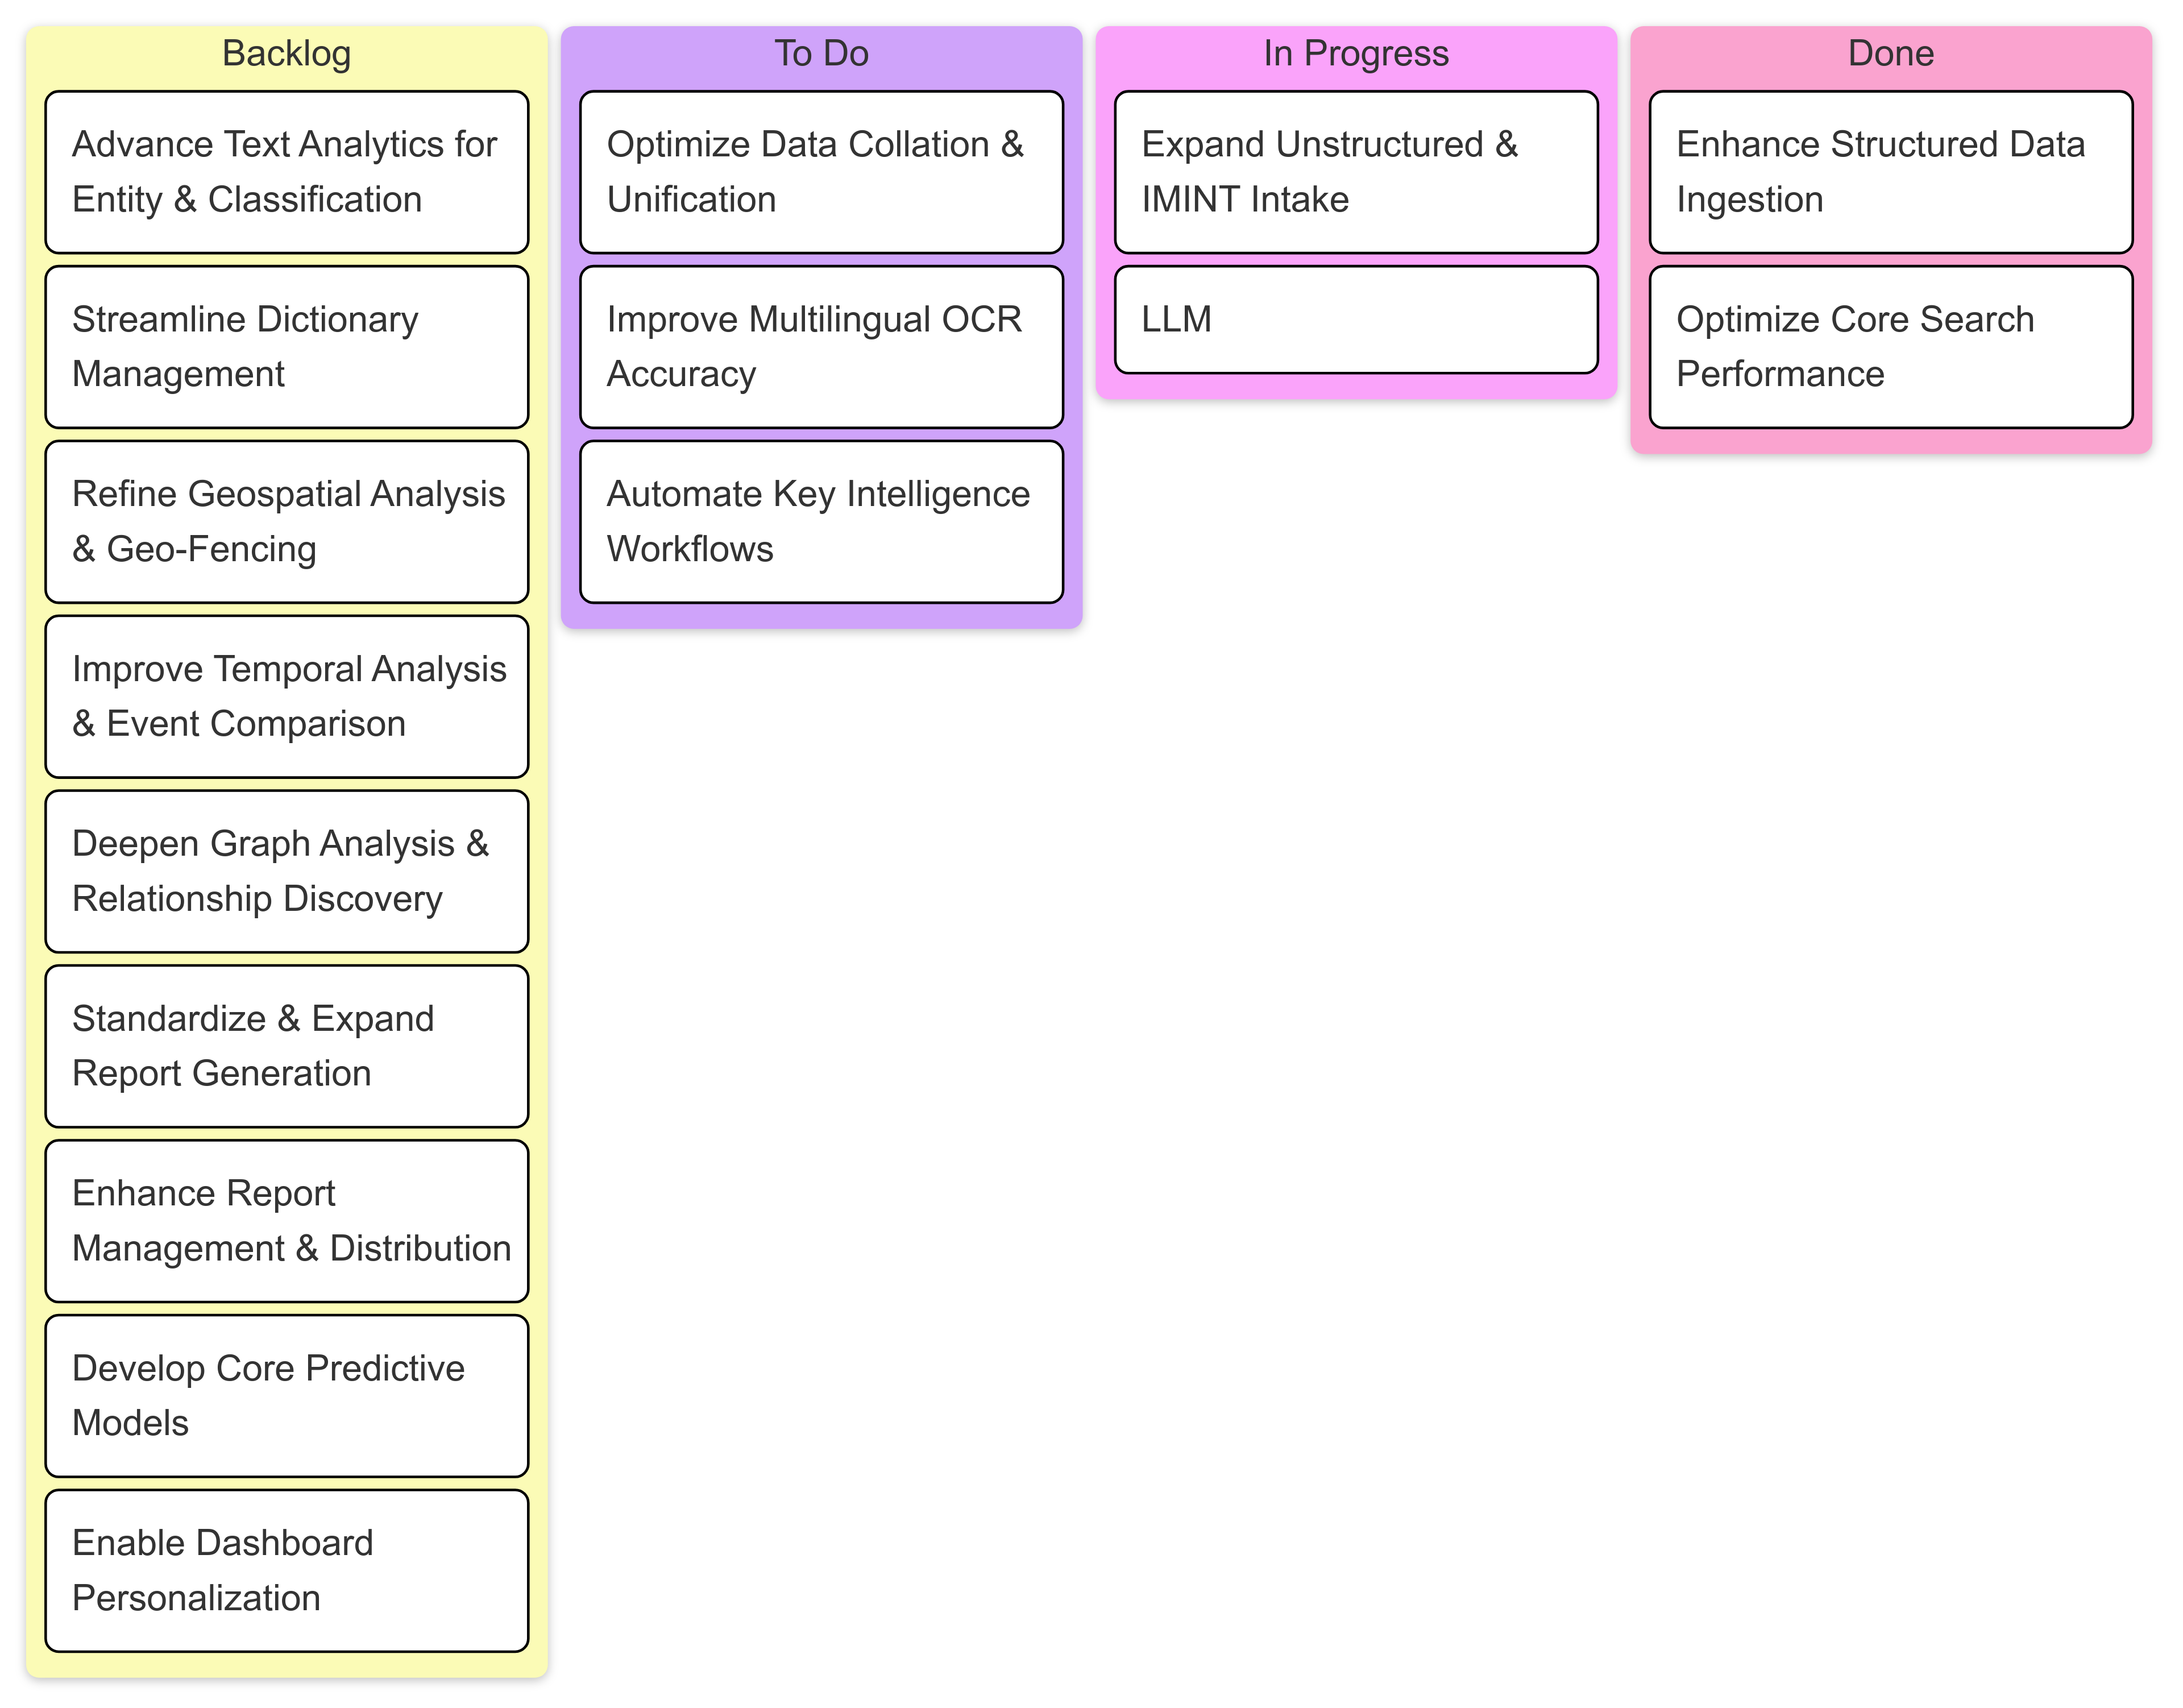 Backlog
Advance Text Analytics for
Entity & Classification
Streamline Dictionary
Management
Refine Geospatial Analysis
& Geo-Fencing
Improve Temporal Analysis
& Event Comparison
Deepen Graph Analysis &
Relationship Discovery
Standardize & Expand
Report Generation
Enhance Report
Management & Distribution
Develop Core Predictive
Models
Enable Dashboard
Personalization
To Do
Optimize Data Collation &
Unification
Improve Multilingual OCR
Accuracy
Automate Key Intelligence
Workflows
In Progress
Expand Unstructured &
IMINT Intake
LLM
Done
Enhance Structured Data
Ingestion
Optimize Core Search
Performance